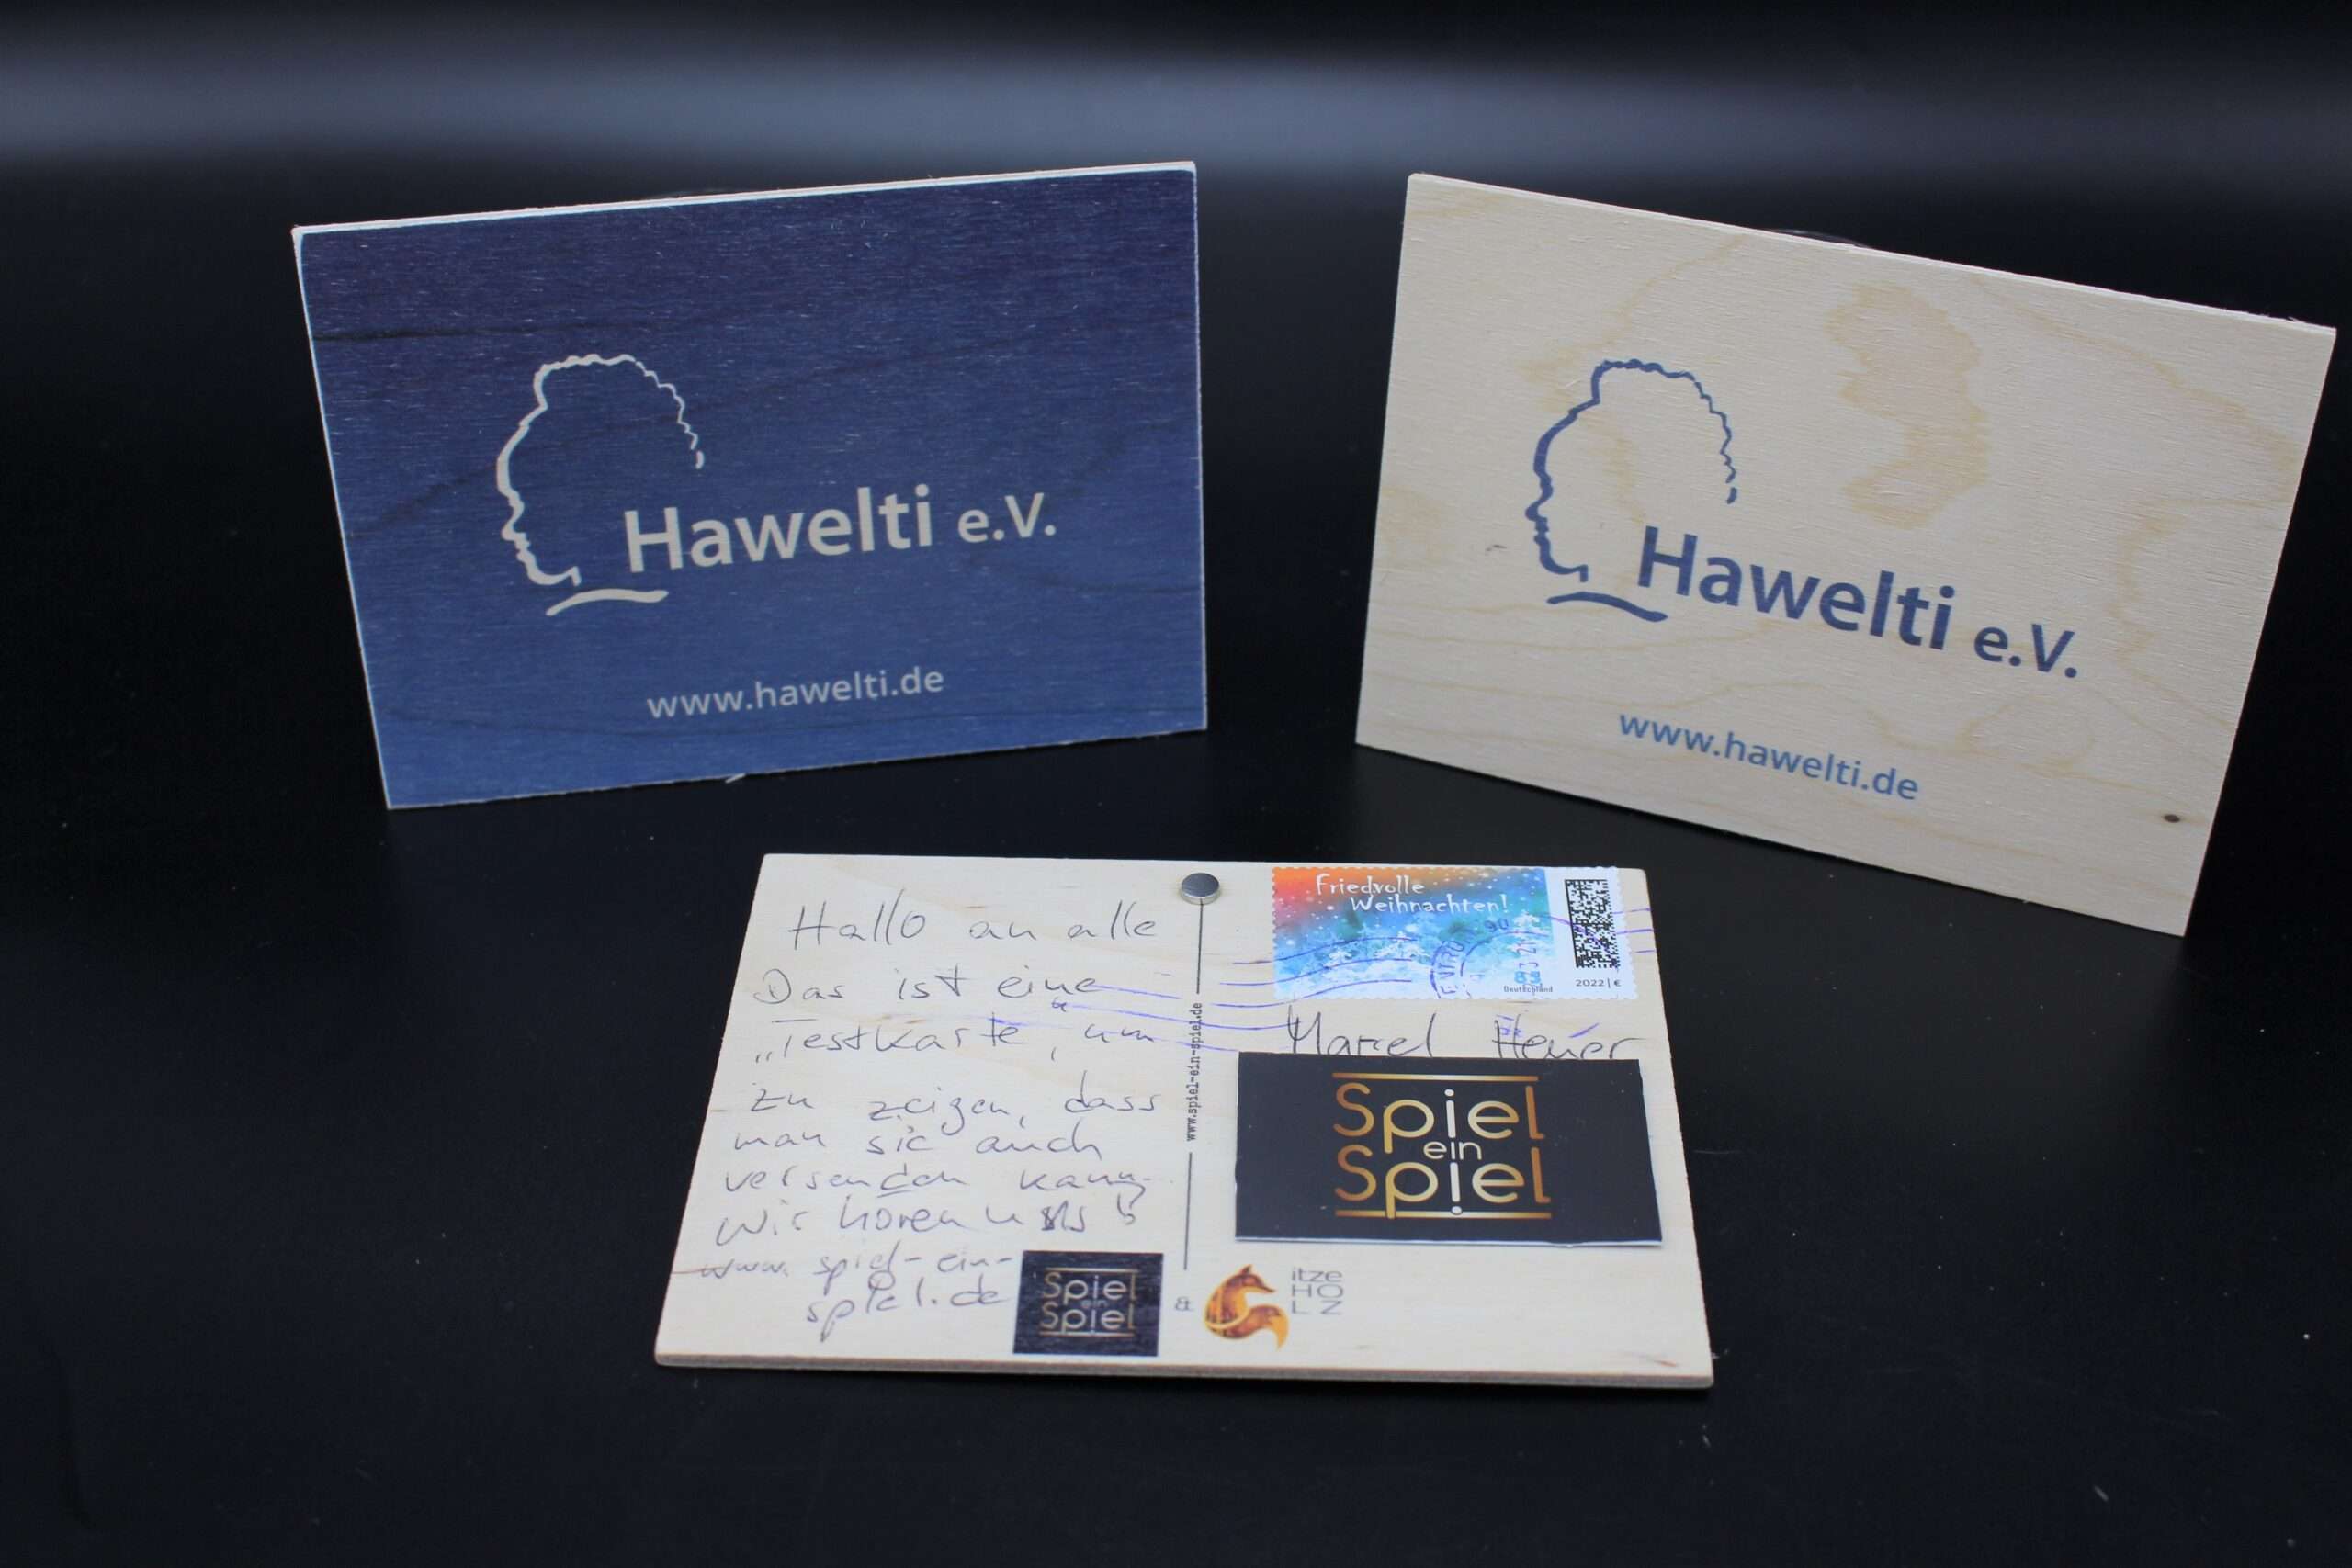 Hawelti e.V.
www.hawelti.de
Hawelti e.V.
www.hawelti.de
Hallo an alle
Das ist eine
„Testkarte“, um
zu zeigen, dass
man sie auch
versenden kann.
Wir hören uns!
www.spiel-ein-
spiel.de
Spiel
ein
Spiel
&
itze
HO
LZ
www.spiel-ein-spiel.de
Friedvolle
Weihnachten!
90
85
Deutschland
2022 | €
Marcel Heuer
Spiel
ein
Spiel